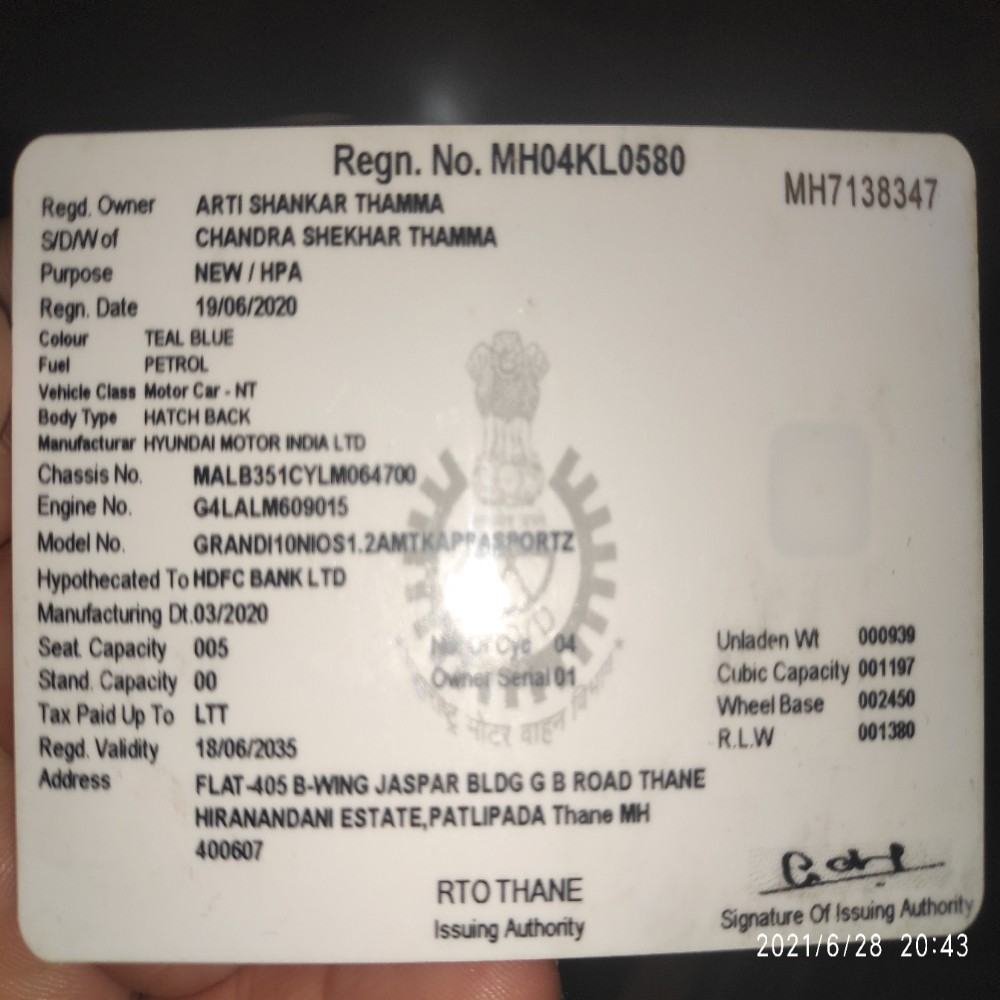 Regn. No. MH04KL0580
MH7138347
Regd. Owner ARTI SHANKAR THAMMA
S/D/W of CHANDRA SHEKHAR THAMMA
Purpose NEW / HPA
Regn. Date 19/06/2020
Colour TEAL BLUE
Fuel PETROL
Vehicle Class Motor Car - NT
Body Type HATCH BACK
Manufacturar HYUNDAI MOTOR INDIA LTD
Chassis No. MALB351CYLM064700
Engine No. G4LALM609015
Model No. GRANDI10NIOS1.2AMTKAPPASPORTZ
Hypothecated To HDFC BANK LTD
Manufacturing Dt. 03/2020
Seat. Capacity 005 Of Cyc 04 Unladen Wt 000939
Stand. Capacity 00 Owner Serial 01 Cubic Capacity 001197
Tax Paid Up To LTT Wheel Base 002450
मोटर वाहन
Regd. Validity 18/06/2035 R.L.W 001380
Address FLAT-405 B-WING JASPAR BLDG G B ROAD THANE
HIRANANDANI ESTATE,PATLIPADA Thane MH
400607
RTO THANE
Issuing Authority
Signature Of Issuing Authority
2021/6/28 20:43